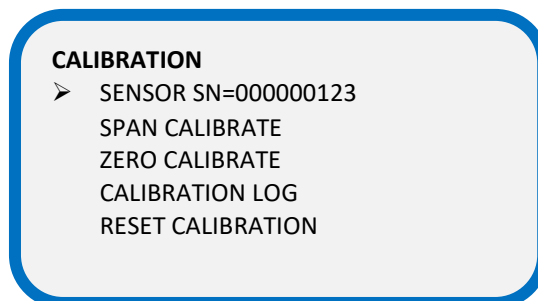 CALIBRATION
➢ SENSOR SN=000000123
SPAN CALIBRATE
ZERO CALIBRATE
CALIBRATION LOG
RESET CALIBRATION